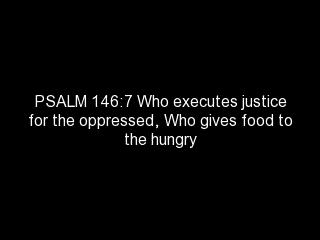 PSALM 146:7 Who executes justice
for the oppressed, Who gives food to
the hungry